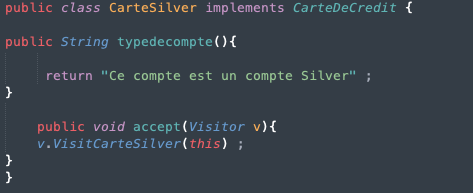 public class CarteSilver implements CarteDeCredit {
public String typedecompte(){
return "Ce compte est un compte Silver" ;
}
public void accept(Visitor v){
v.VisitCarteSilver(this) ;
}
}